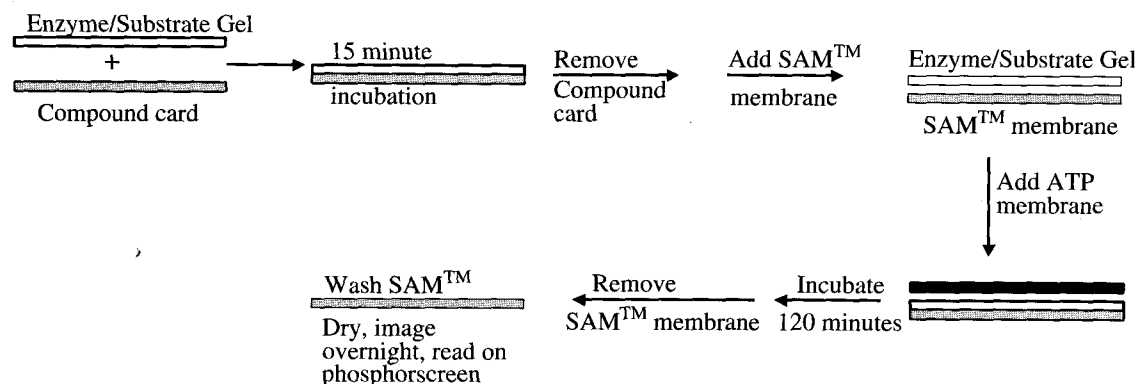 Enzyme/Substrate Gel
+
Compound card
15 minute
incubation
Remove
Compound
card
Add SAM™
membrane
Enzyme/Substrate Gel
SAM™ membrane
Add ATP
membrane
Incubate
120 minutes
Remove
SAM™ membrane
Wash SAM™
Dry, image
overnight, read on
phosphorscreen